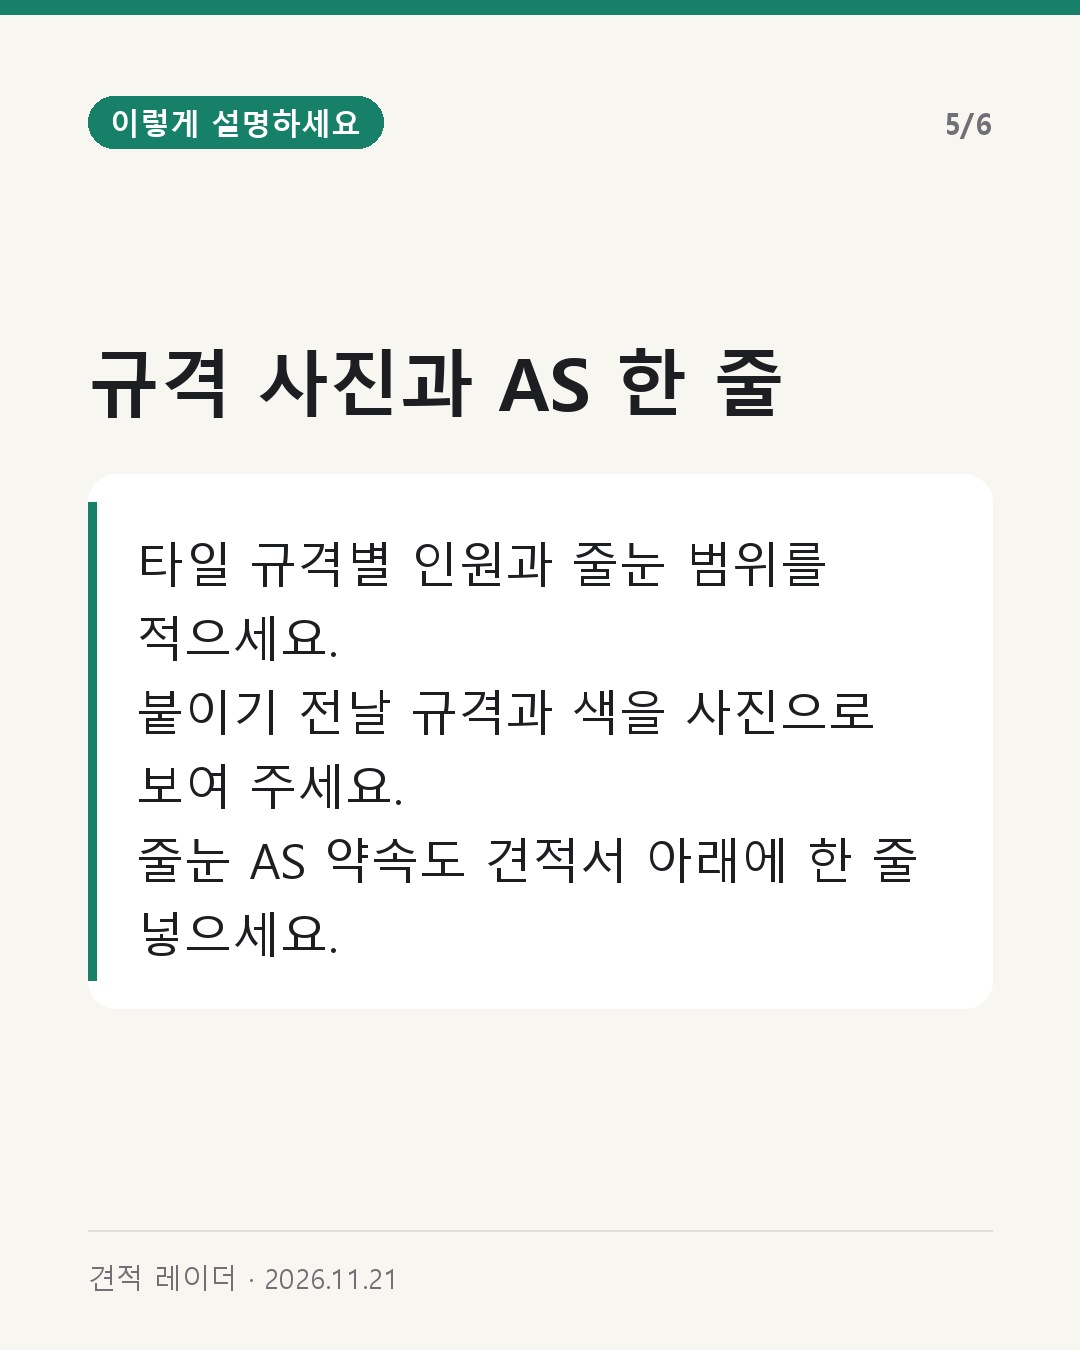 이렇게 설명하세요
5/6
규격 사진과 AS 한 줄
타일 규격별 인원과 줄눈 범위를
적으세요.
붙이기 전날 규격과 색을 사진으로
보여 주세요.
줄눈 AS 약속도 견적서 아래에 한 줄
넣으세요.
견적 레이더 · 2026.11.21